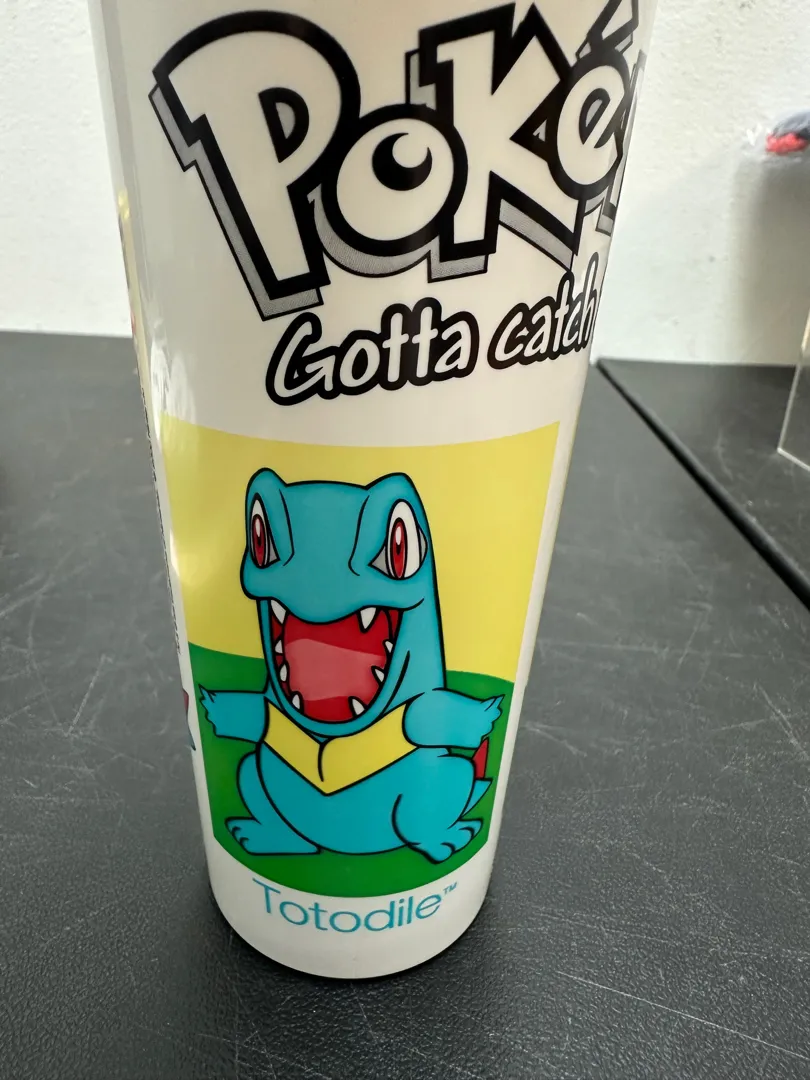 Poké
Gotta catch
Totodile™